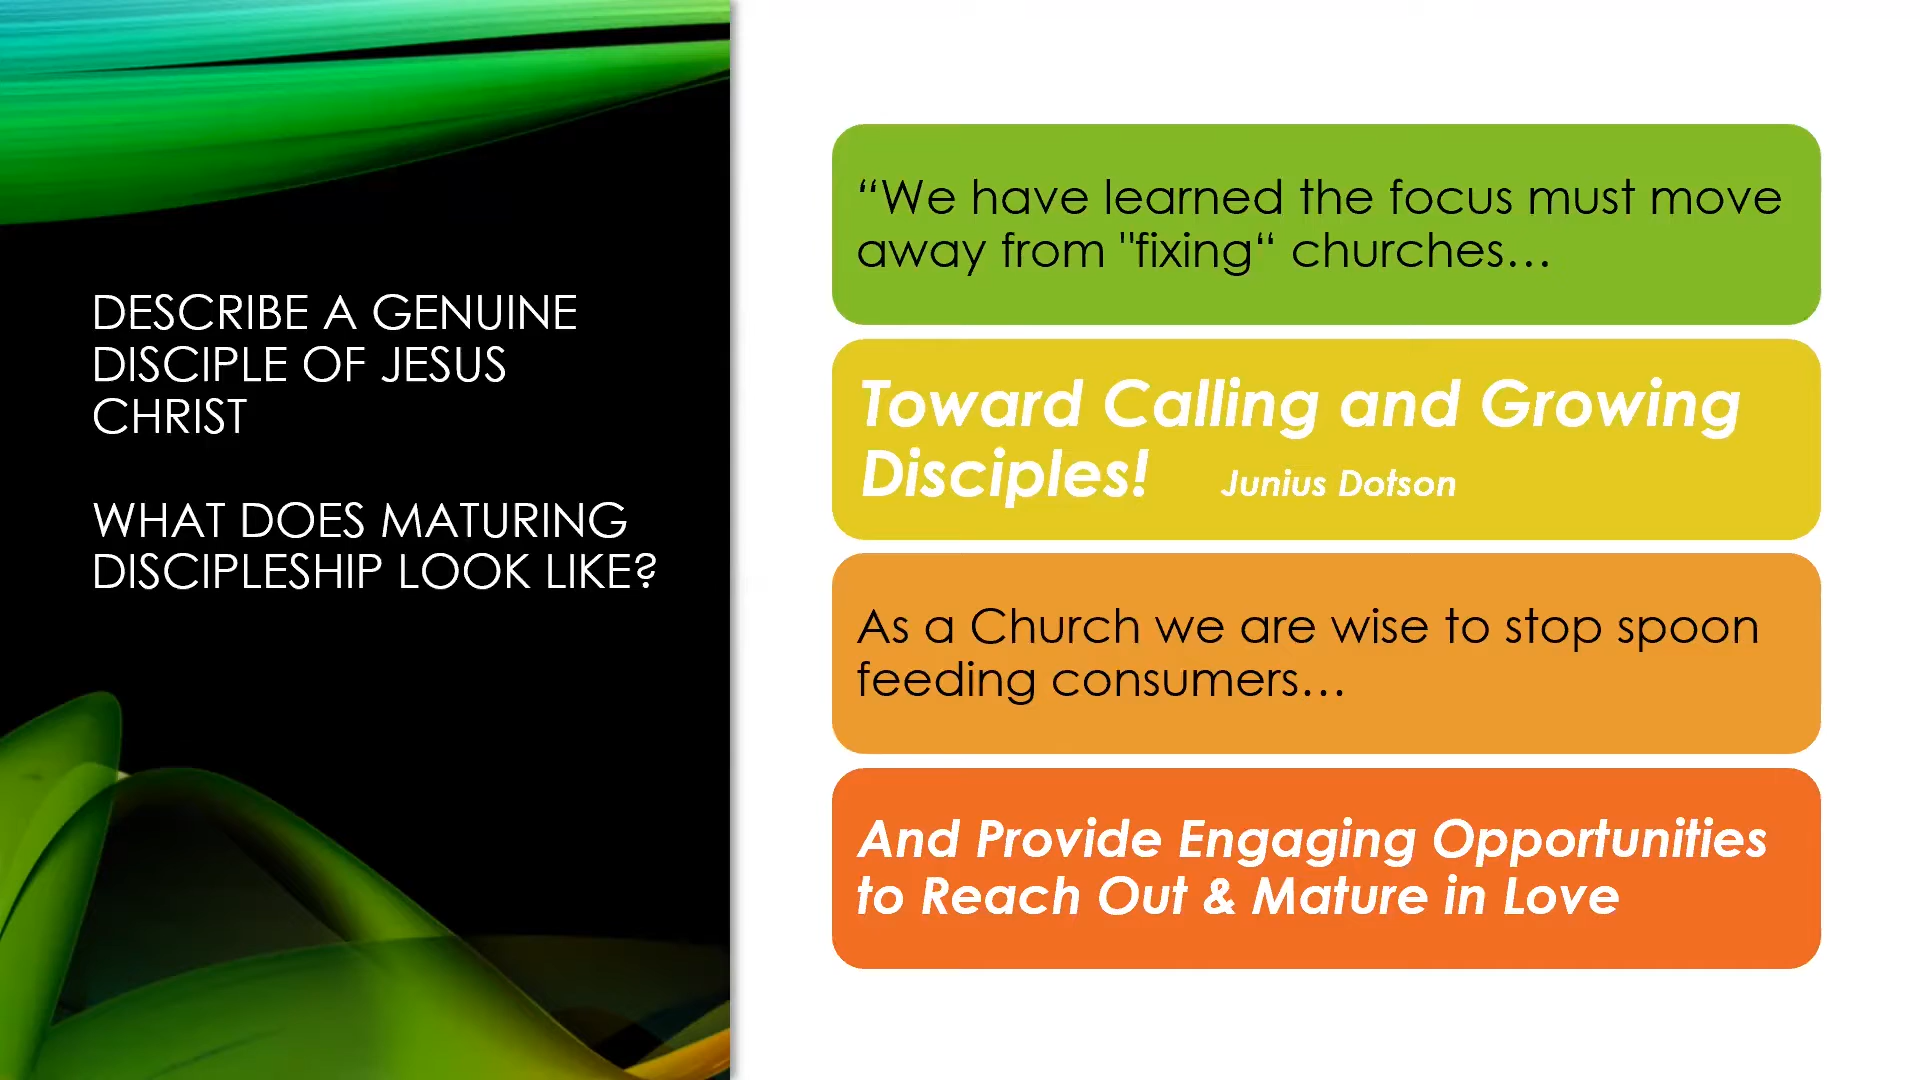 DESCRIBE A GENUINE
DISCIPLE OF JESUS
CHRIST
WHAT DOES MATURING
DISCIPLESHIP LOOK LIKE?
“We have learned the focus must move
away from "fixing“ churches…
Toward Calling and Growing
Disciples! Junius Dotson
As a Church we are wise to stop spoon
feeding consumers…
And Provide Engaging Opportunities
to Reach Out & Mature in Love